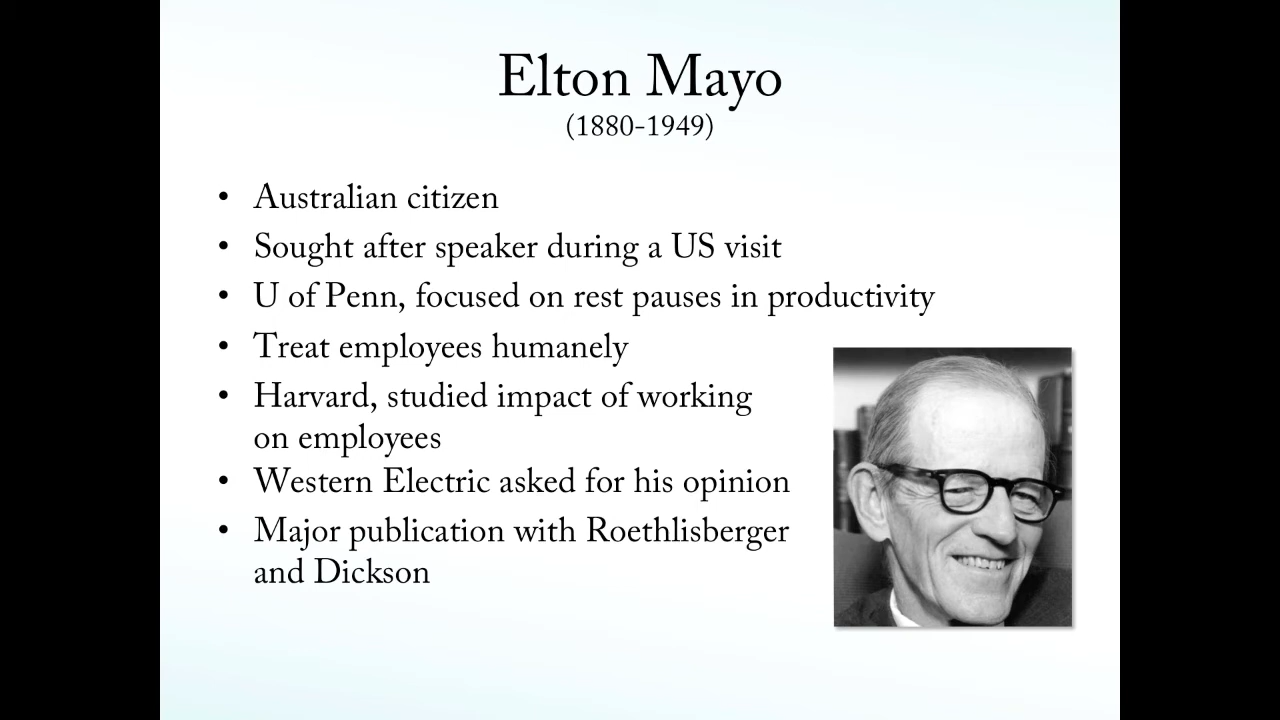 Elton Mayo
(1880-1949)
• Australian citizen
• Sought after speaker during a US visit
• U of Penn, focused on rest pauses in productivity
• Treat employees humanely
• Harvard, studied impact of working
on employees
• Western Electric asked for his opinion
• Major publication with Roethlisberger
and Dickson